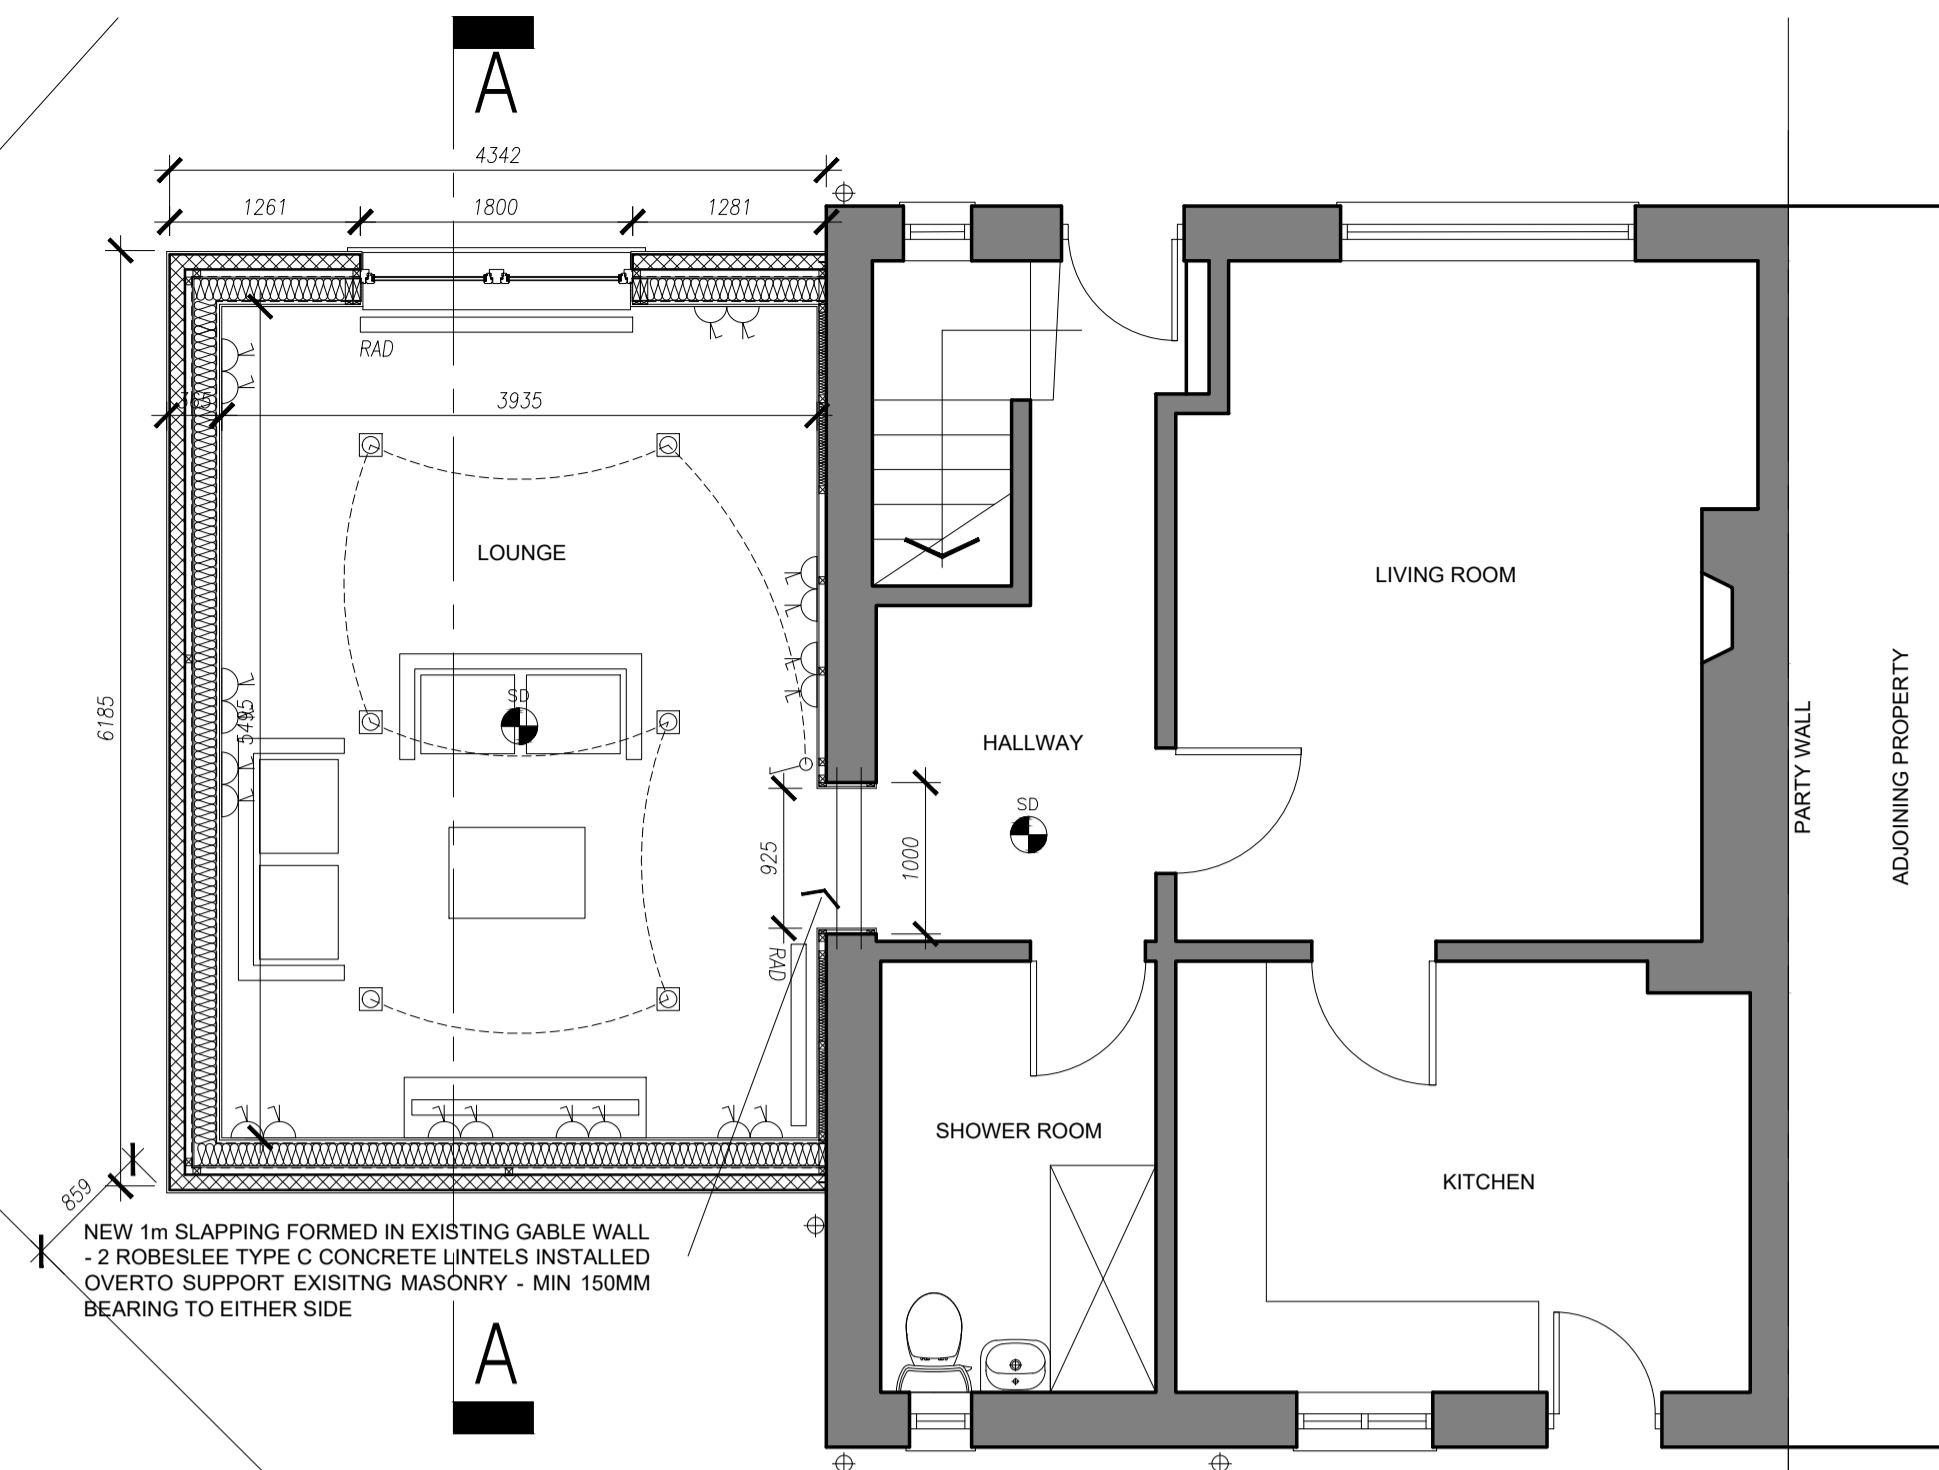 A
4342
1261
1800
1281
RAD
3935
LOUNGE
LIVING ROOM
SD
6185
5495
HALLWAY
SD
925
1000
PARTY WALL
ADJOINING PROPERTY
RAD
SHOWER ROOM
KITCHEN
859
NEW 1m SLAPPING FORMED IN EXISTING GABLE WALL
- 2 ROBESLEE TYPE C CONCRETE LINTELS INSTALLED
OVERTO SUPPORT EXISITNG MASONRY - MIN 150MM
BEARING TO EITHER SIDE
A